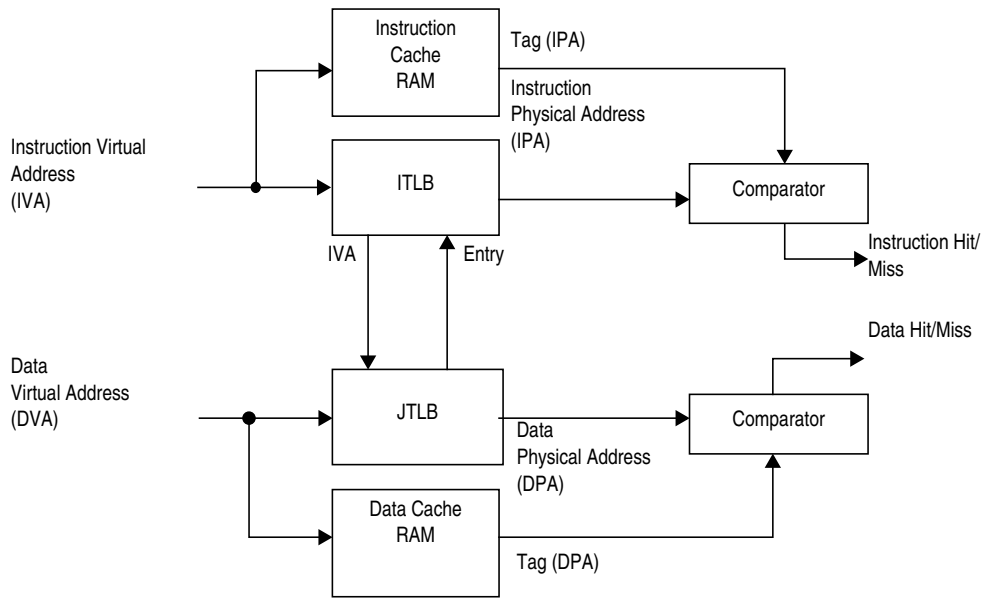 Instruction
Cache
RAM
Tag (IPA)
Instruction
Physical Address
(IPA)
Instruction Virtual
Address
(IVA)
ITLB
Comparator
Instruction Hit/
Miss
IVA
Entry
Data Hit/Miss
Data
Virtual Address
(DVA)
JTLB
Data
Physical Address
(DPA)
Comparator
Data Cache
RAM
Tag (DPA)